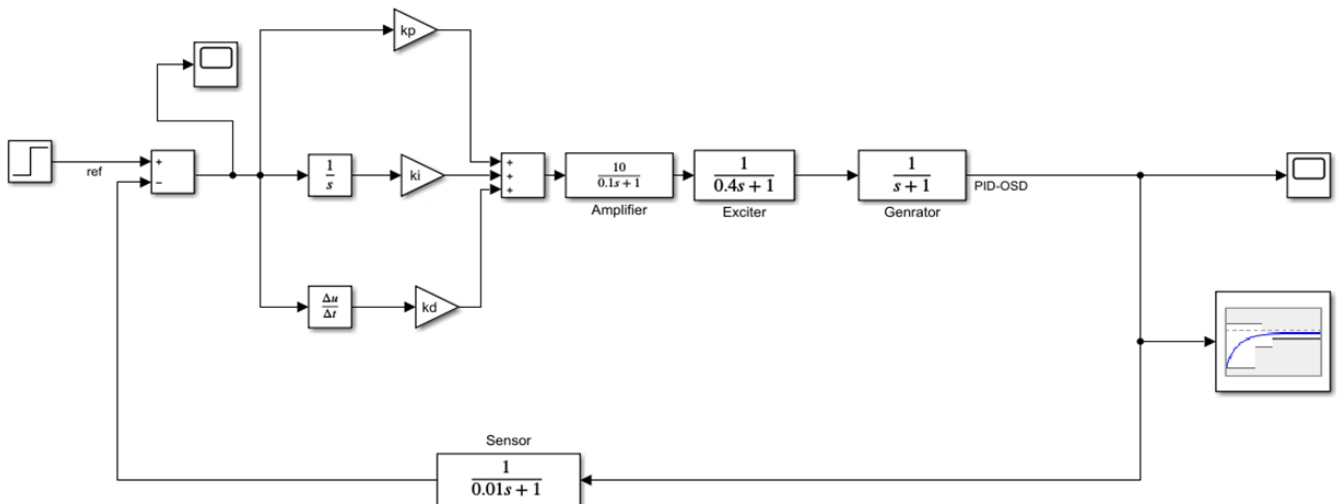 kp
+
ref
−
1
s
ki
+
+
+
10
0.1s + 1
Amplifier
1
0.4s + 1
Exciter
1
s + 1
Genrator
PID-OSD
Δu
Δt
kd
Sensor
1
0.01s + 1